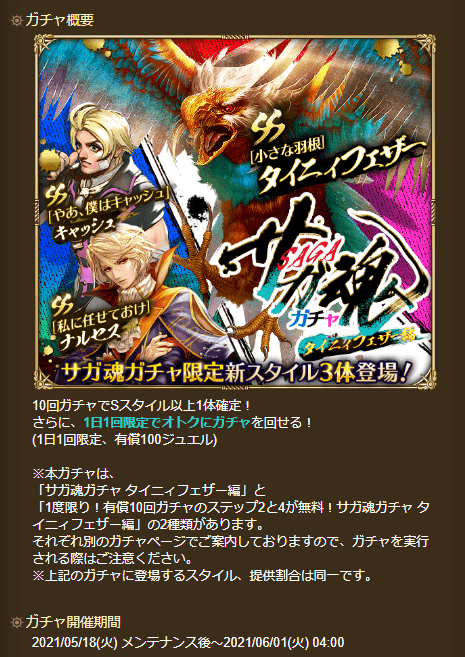 ガチャ概要
SS
[小さな羽根]
タイニィフェザー
SS
[やあ、僕はキャッシュ]
キャッシュ
SS
[私に任せておけ]
ナルセス
サガ魂
SAGA
ガチャ
タイニィフェザー編
サガ魂ガチャ限定新スタイル3体登場！
10回ガチャでSスタイル以上1体確定！
さらに、1日1回限定でオトクにガチャを回せる！
(1日1回限定、有償100ジュエル)
※本ガチャは、
「サガ魂ガチャ タイニィフェザー編」と
「1度限り！有償10回ガチャのステップ2と4が無料！サガ魂ガチャ タ
イニィフェザー編」の2種類があります。
それぞれ別のガチャページでご案内しておりますので、ガチャを実行
される際はご注意ください。
※上記のガチャに登場するスタイル、提供割合は同一です。
ガチャ開催期間
2021/05/18(火) メンテナンス後～2021/06/01(火) 04:00